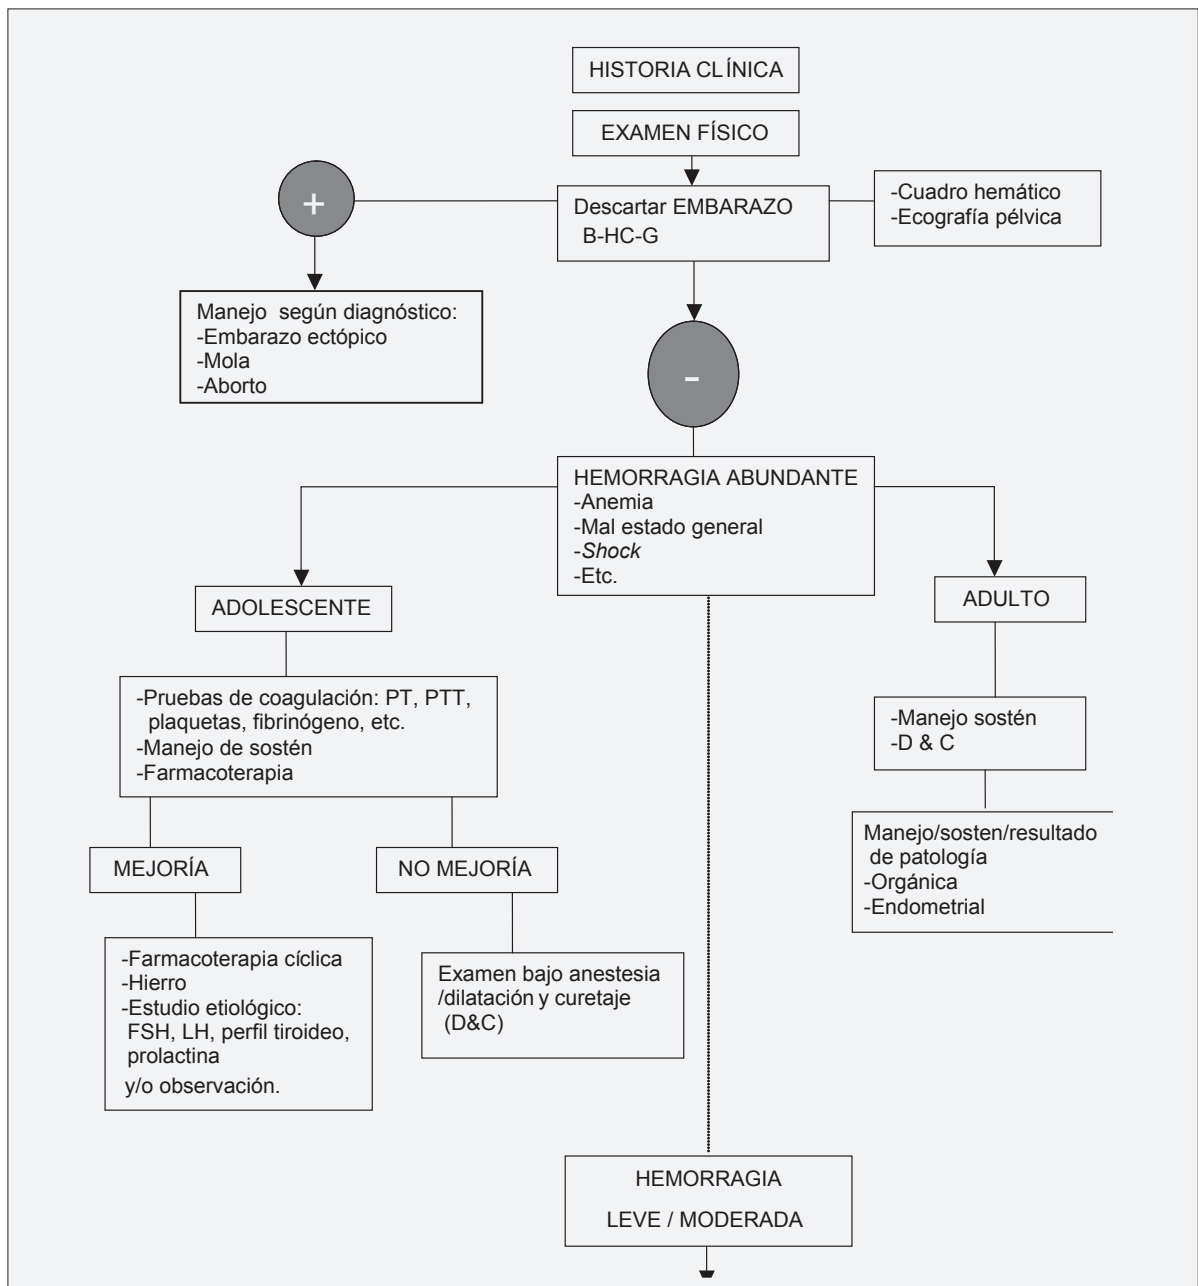 HISTORIA CLÍNICA
EXAMEN FÍSICO
+
Descartar EMBARAZO
B-HC-G
-Cuadro hemático
-Ecografía pélvica
Manejo según diagnóstico:
-Embarazo ectópico
-Mola
-Aborto
-
HEMORRAGIA ABUNDANTE
-Anemia
-Mal estado general
-Shock
-Etc.
ADOLESCENTE
ADULTO
-Pruebas de coagulación: PT, PTT,
plaquetas, fibrinógeno, etc.
-Manejo de sostén
-Farmacoterapia
-Manejo sostén
-D & C
Manejo/sosten/resultado
de patología
-Orgánica
-Endometrial
MEJORÍA
NO MEJORÍA
-Farmacoterapia cíclica
-Hierro
-Estudio etiológico:
FSH, LH, perfil tiroideo,
prolactina
y/o observación.
Examen bajo anestesia
/dilatación y curetaje
(D&C)
HEMORRAGIA
LEVE / MODERADA